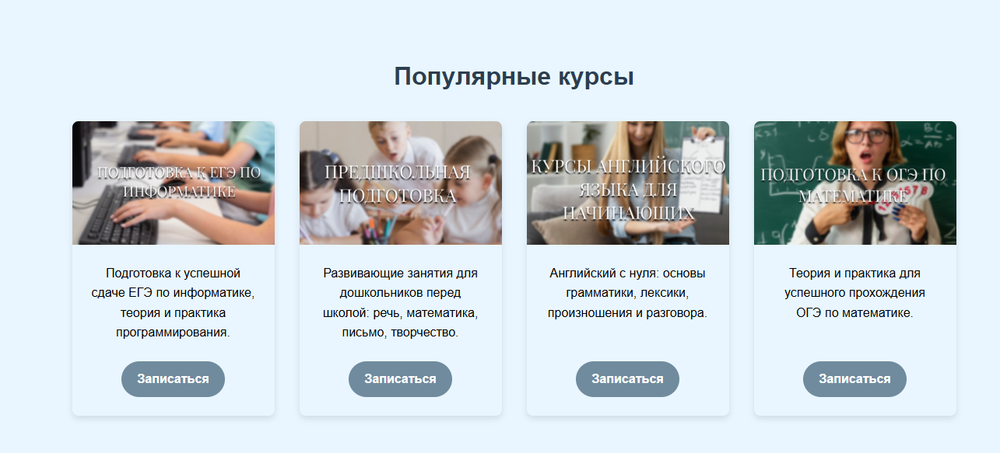 Популярные курсы
ПОДГОТОВКА К ЕГЭ ПО
ИНФОРМАТИКЕ
Подготовка к успешной
сдаче ЕГЭ по информатике,
теория и практика
программирования.
Записаться
ПРЕДШКОЛЬНАЯ
ПОДГОТОВКА
Развивающие занятия для
дошкольников перед
школой: речь, математика,
письмо, творчество.
Записаться
КУРСЫ АНГЛИЙСКОГО
ЯЗЫКА ДЛЯ
НАЧИНАЮЩИХ
Английский с нуля: основы
грамматики, лексики,
произношения и разговора.
Записаться
ПОДГОТОВКА К ОГЭ ПО
МАТЕМАТИКЕ
Теория и практика для
успешного прохождения
ОГЭ по математике.
Записаться